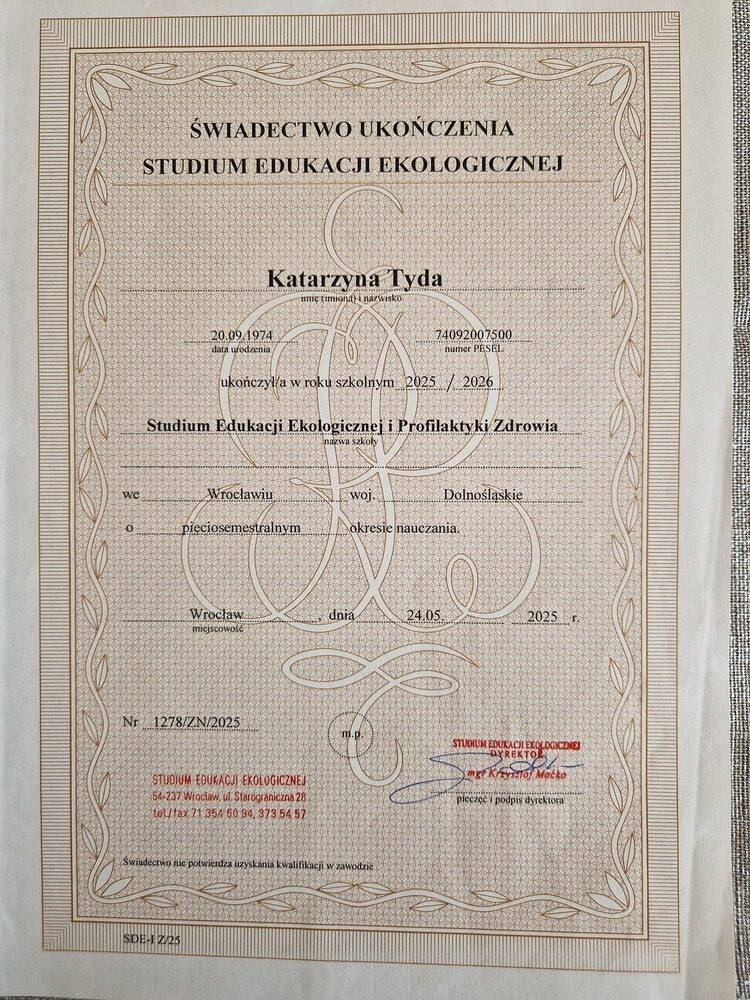 ŚWIADECTWO UKOŃCZENIA
STUDIUM EDUKACJI EKOLOGICZNEJ
Katarzyna Tyda
imię (imiona) i nazwisko
20.09.1974 74092007500
data urodzenia numer PESEL
ukończył/a w roku szkolnym 2025 / 2026
Studium Edukacji Ekologicznej i Profilaktyki Zdrowia
nazwa szkoły
we Wrocławiu woj. Dolnośląskie
o pięciosemestralnym okresie nauczania.
Wrocław , dnia 24.05. 2025 r.
miejscowość
Nr 1278/ZN/2025
m.p.
STUDIUM EDUKACJI EKOLOGICZNEJ
DYREKTOR
mgr Krzysztof Maćko
pieczęć i podpis dyrektora
STUDIUM EDUKACJI EKOLOGICZNEJ
54-237 Wrocław, ul. Starograniczna 28
tel./fax 71 354 60 94, 373 54 57
Świadectwo nie potwierdza uzyskania kwalifikacji w zawodzie
SDE-I Z/25